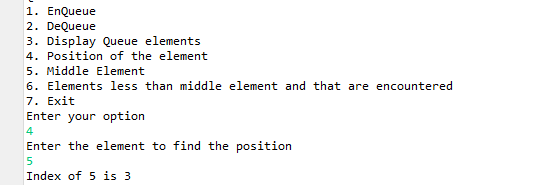 1. EnQueue
2. DeQueue
3. Display Queue elements
4. Position of the element
5. Middle Element
6. Elements less than middle element and that are encountered
7. Exit
Enter your option
4
Enter the element to find the position
5
Index of 5 is 3